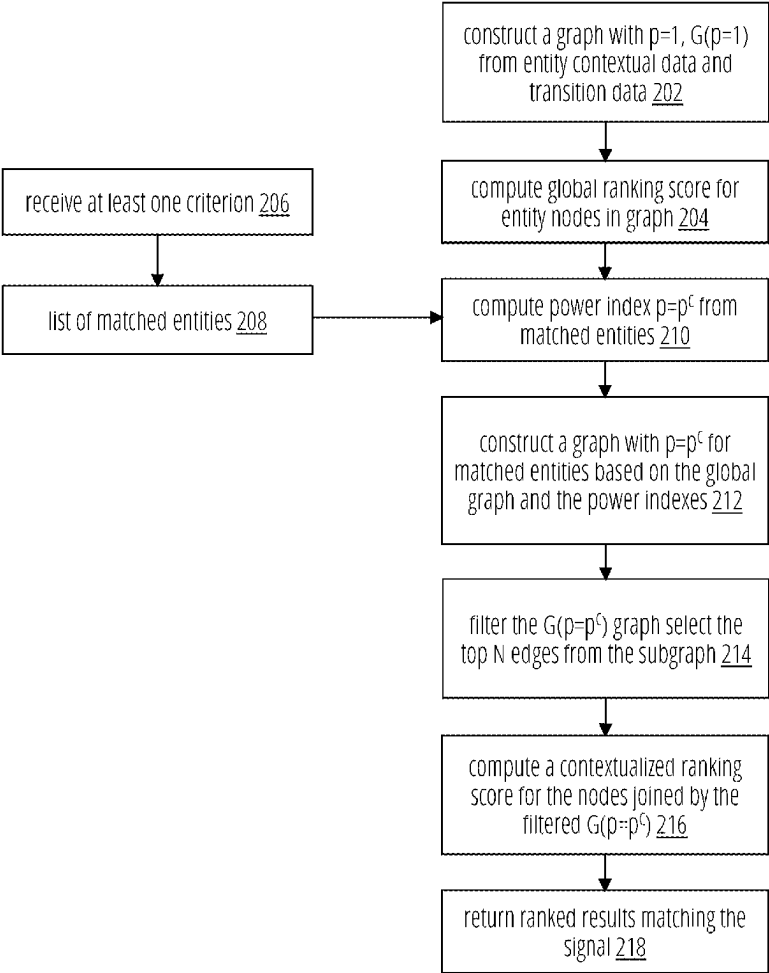 construct a graph with p=1, G(p=1)
from entity contextual data and
transition data 202
receive at least one criterion 206
compute global ranking score for
entity nodes in graph 204
list of matched entities 208
compute power index p=pᶜ from
matched entities 210
construct a graph with p=pᶜ for
matched entities based on the global
graph and the power indexes 212
filter the G(p=pᶜ) graph select the
top N edges from the subgraph 214
compute a contextualized ranking
score for the nodes joined by the
filtered G(p=pᶜ) 216
return ranked results matching the
signal 218